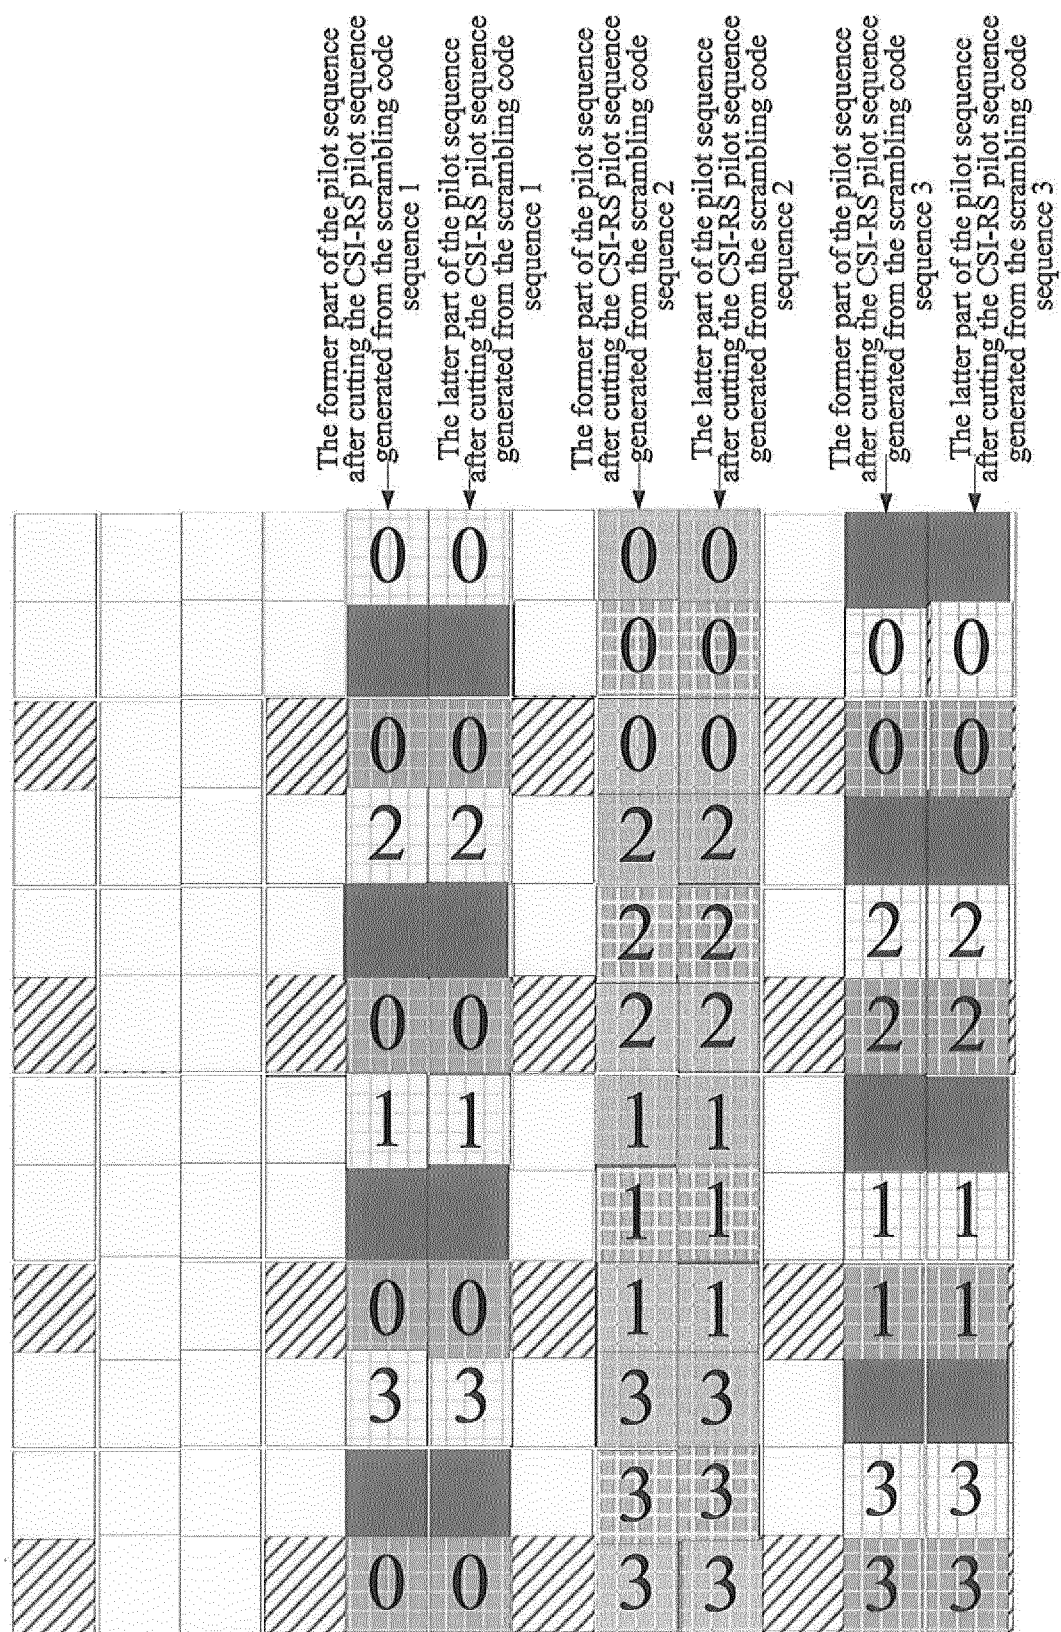 The former part of the pilot sequence
after cutting the CSI-RS pilot sequence
generated from the scrambling code
sequence 1
The latter part of the pilot sequence
after cutting the CSI-RS pilot sequence
generated from the scrambling code
sequence 1
The former part of the pilot sequence
after cutting the CSI-RS pilot sequence
generated from the scrambling code
sequence 2
The latter part of the pilot sequence
after cutting the CSI-RS pilot sequence
generated from the scrambling code
sequence 2
The former part of the pilot sequence
after cutting the CSI-RS pilot sequence
generated from the scrambling code
sequence 3
The latter part of the pilot sequence
after cutting the CSI-RS pilot sequence
generated from the scrambling code
sequence 3
0 0 0 0
0 0 0 0
0 0 0 0 0 0
2 2 2 2
2 2 2 2
0 0 2 2 2 2
1 1 1 1
1 1 1 1
0 0 1 1 1 1
3 3 3 3
3 3 3 3
0 0 3 3 3 3